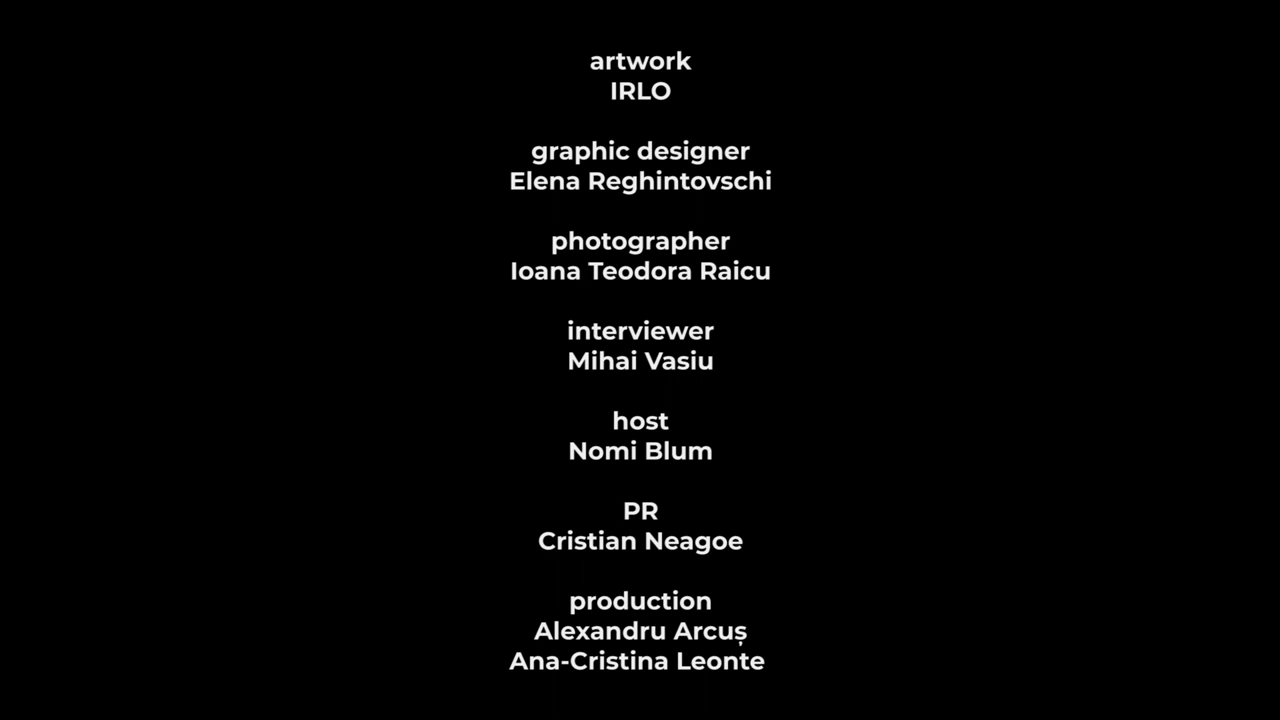 artwork
IRLO
graphic designer
Elena Reghintovschi
photographer
Ioana Teodora Raicu
interviewer
Mihai Vasiu
host
Nomi Blum
PR
Cristian Neagoe
production
Alexandru Arcuș
Ana-Cristina Leonte